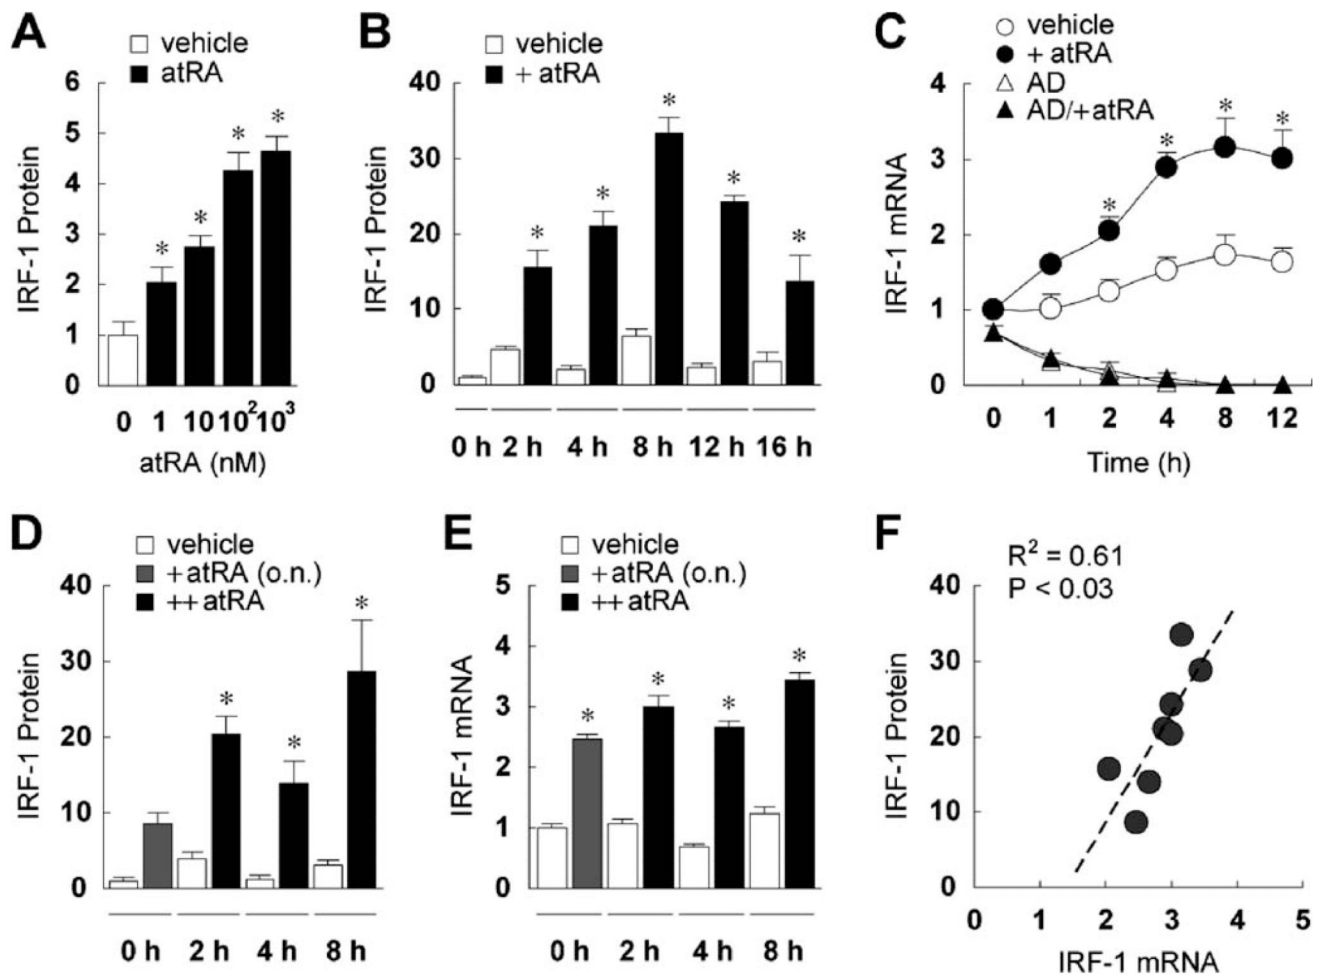 A
vehicle
atRA
IRF-1 Protein
6
5
4
3
2
1
0
* * * *
0 1 10 10² 10³
atRA (nM)
B
vehicle
+ atRA
IRF-1 Protein
40
30
20
10
0
* * * * *
0 h 2 h 4 h 8 h 12 h 16 h
C
vehicle
+ atRA
AD
AD/+atRA
IRF-1 mRNA
4
3
2
1
0
* * * *
0 1 2 4 8 12
Time (h)
D
vehicle
+ atRA (o.n.)
++ atRA
IRF-1 Protein
40
30
20
10
0
* * *
0 h 2 h 4 h 8 h
E
vehicle
+ atRA (o.n.)
++ atRA
IRF-1 mRNA
5
4
3
2
1
0
* * * *
0 h 2 h 4 h 8 h
F
R² = 0.61
P < 0.03
IRF-1 Protein
40
30
20
10
0
0 1 2 3 4 5
IRF-1 mRNA